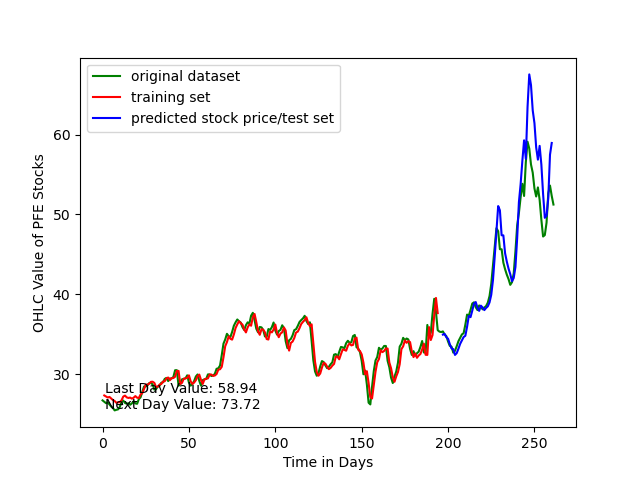 original dataset
training set
predicted stock price/test set
OHLC Value of PFE Stocks
60
50
40
30
Last Day Value: 58.94
Next Day Value: 73.72
0 50 100 150 200 250
Time in Days